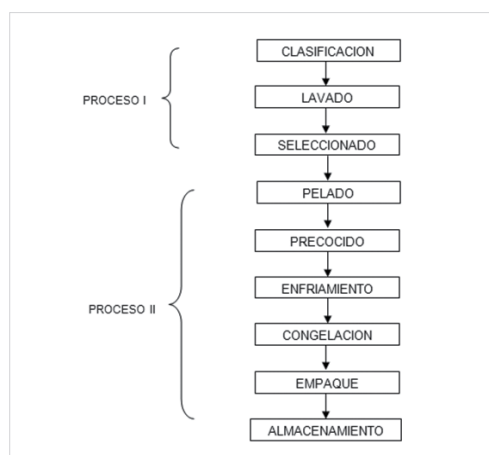 CLASIFICACION
PROCESO I
LAVADO
SELECCIONADO
PELADO
PRECOCIDO
ENFRIAMIENTO
PROCESO II
CONGELACION
EMPAQUE
ALMACENAMIENTO